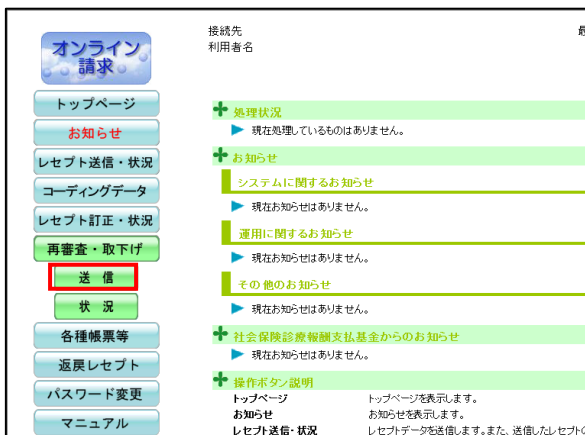 オンライン
請求
トップページ
お知らせ
レセプト送信・状況
コーディングデータ
レセプト訂正・状況
再審査・取下げ
送 信
状 況
各種帳票等
返戻レセプト
パスワード変更
マニュアル
接続先
利用者名
処理状況
現在処理しているものはありません。
お知らせ
システムに関するお知らせ
現在お知らせはありません。
運用に関するお知らせ
現在お知らせはありません。
その他のお知らせ
現在お知らせはありません。
社会保険診療報酬支払基金からのお知らせ
現在お知らせはありません。
操作ボタン説明
トップページ トップページを表示します。
お知らせ お知らせを表示します。
レセプト送信・状況 レセプトデータを送信します。また、送信したレセプトの